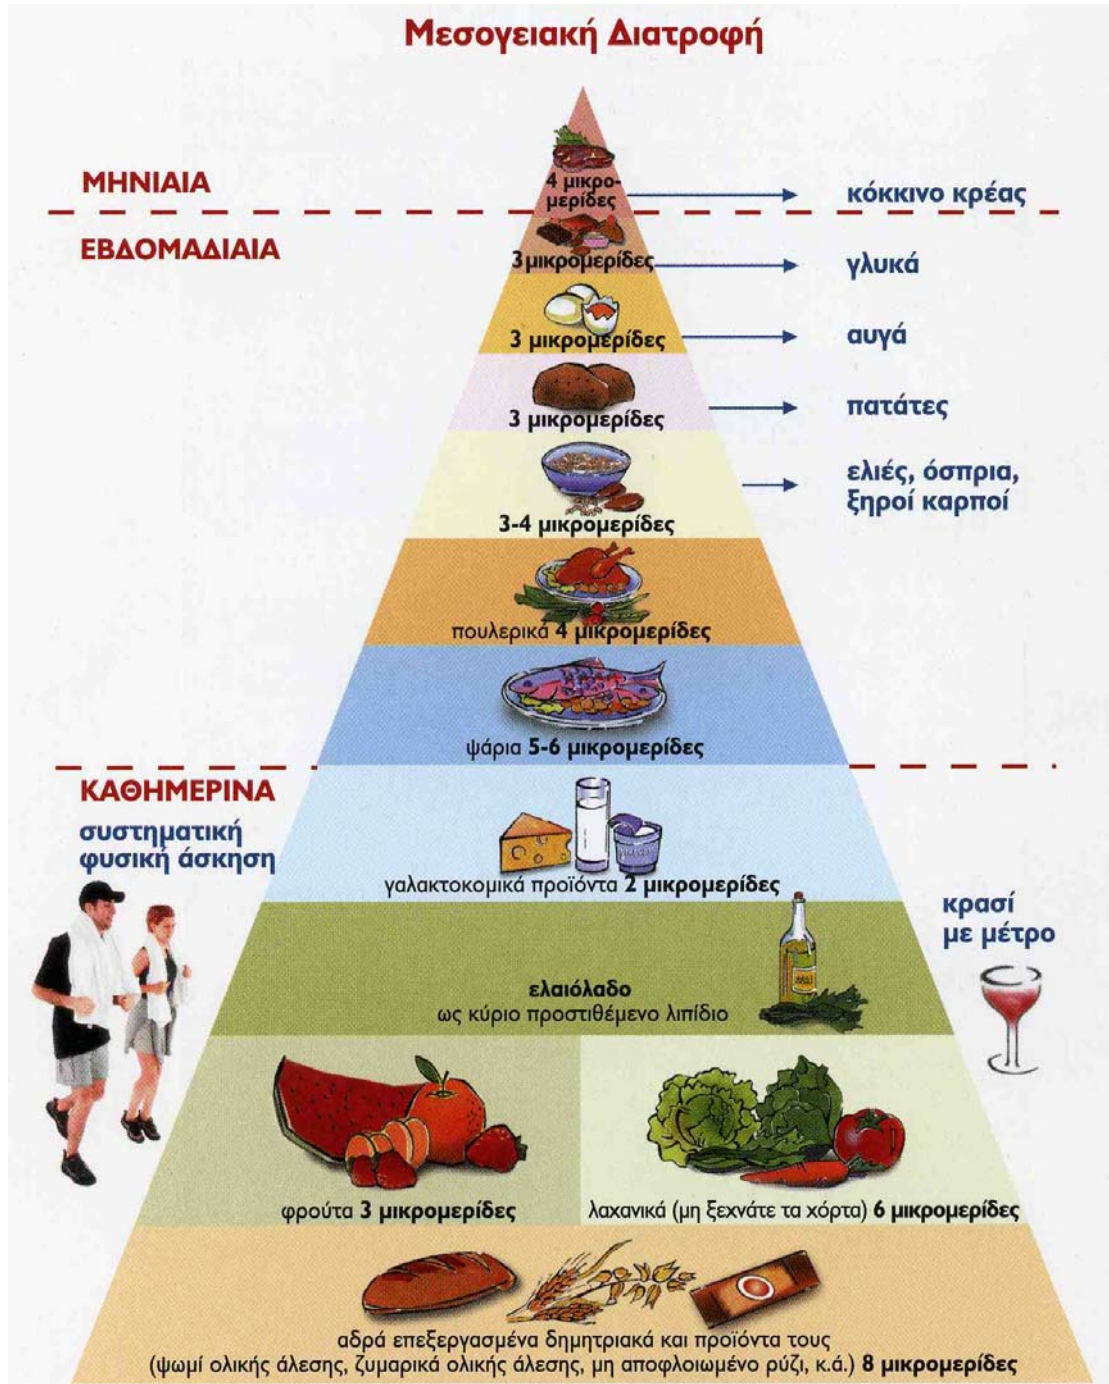 Μεσογειακή Διατροφή
ΜΗΝΙΑΙΑ
4 μικρο-
μερίδες
κόκκινο κρέας
ΕΒΔΟΜΑΔΙΑΙΑ
3 μικρομερίδες
γλυκά
3 μικρομερίδες
αυγά
3 μικρομερίδες
πατάτες
3-4 μικρομερίδες
ελιές, όσπρια,
ξηροί καρποί
πουλερικά 4 μικρομερίδες
ψάρια 5-6 μικρομερίδες
ΚΑΘΗΜΕΡΙΝΑ
συστηματική
φυσική άσκηση
γαλακτοκομικά προϊόντα 2 μικρομερίδες
κρασί
με μέτρο
ελαιόλαδο
ως κύριο προστιθέμενο λιπίδιο
φρούτα 3 μικρομερίδες
λαχανικά (μη ξεχνάτε τα χόρτα) 6 μικρομερίδες
αδρά επεξεργασμένα δημητριακά και προϊόντα τους
(ψωμί ολικής άλεσης, ζυμαρικά ολικής άλεσης, μη αποφλοιωμένο ρύζι, κ.ά.) 8 μικρομερίδες